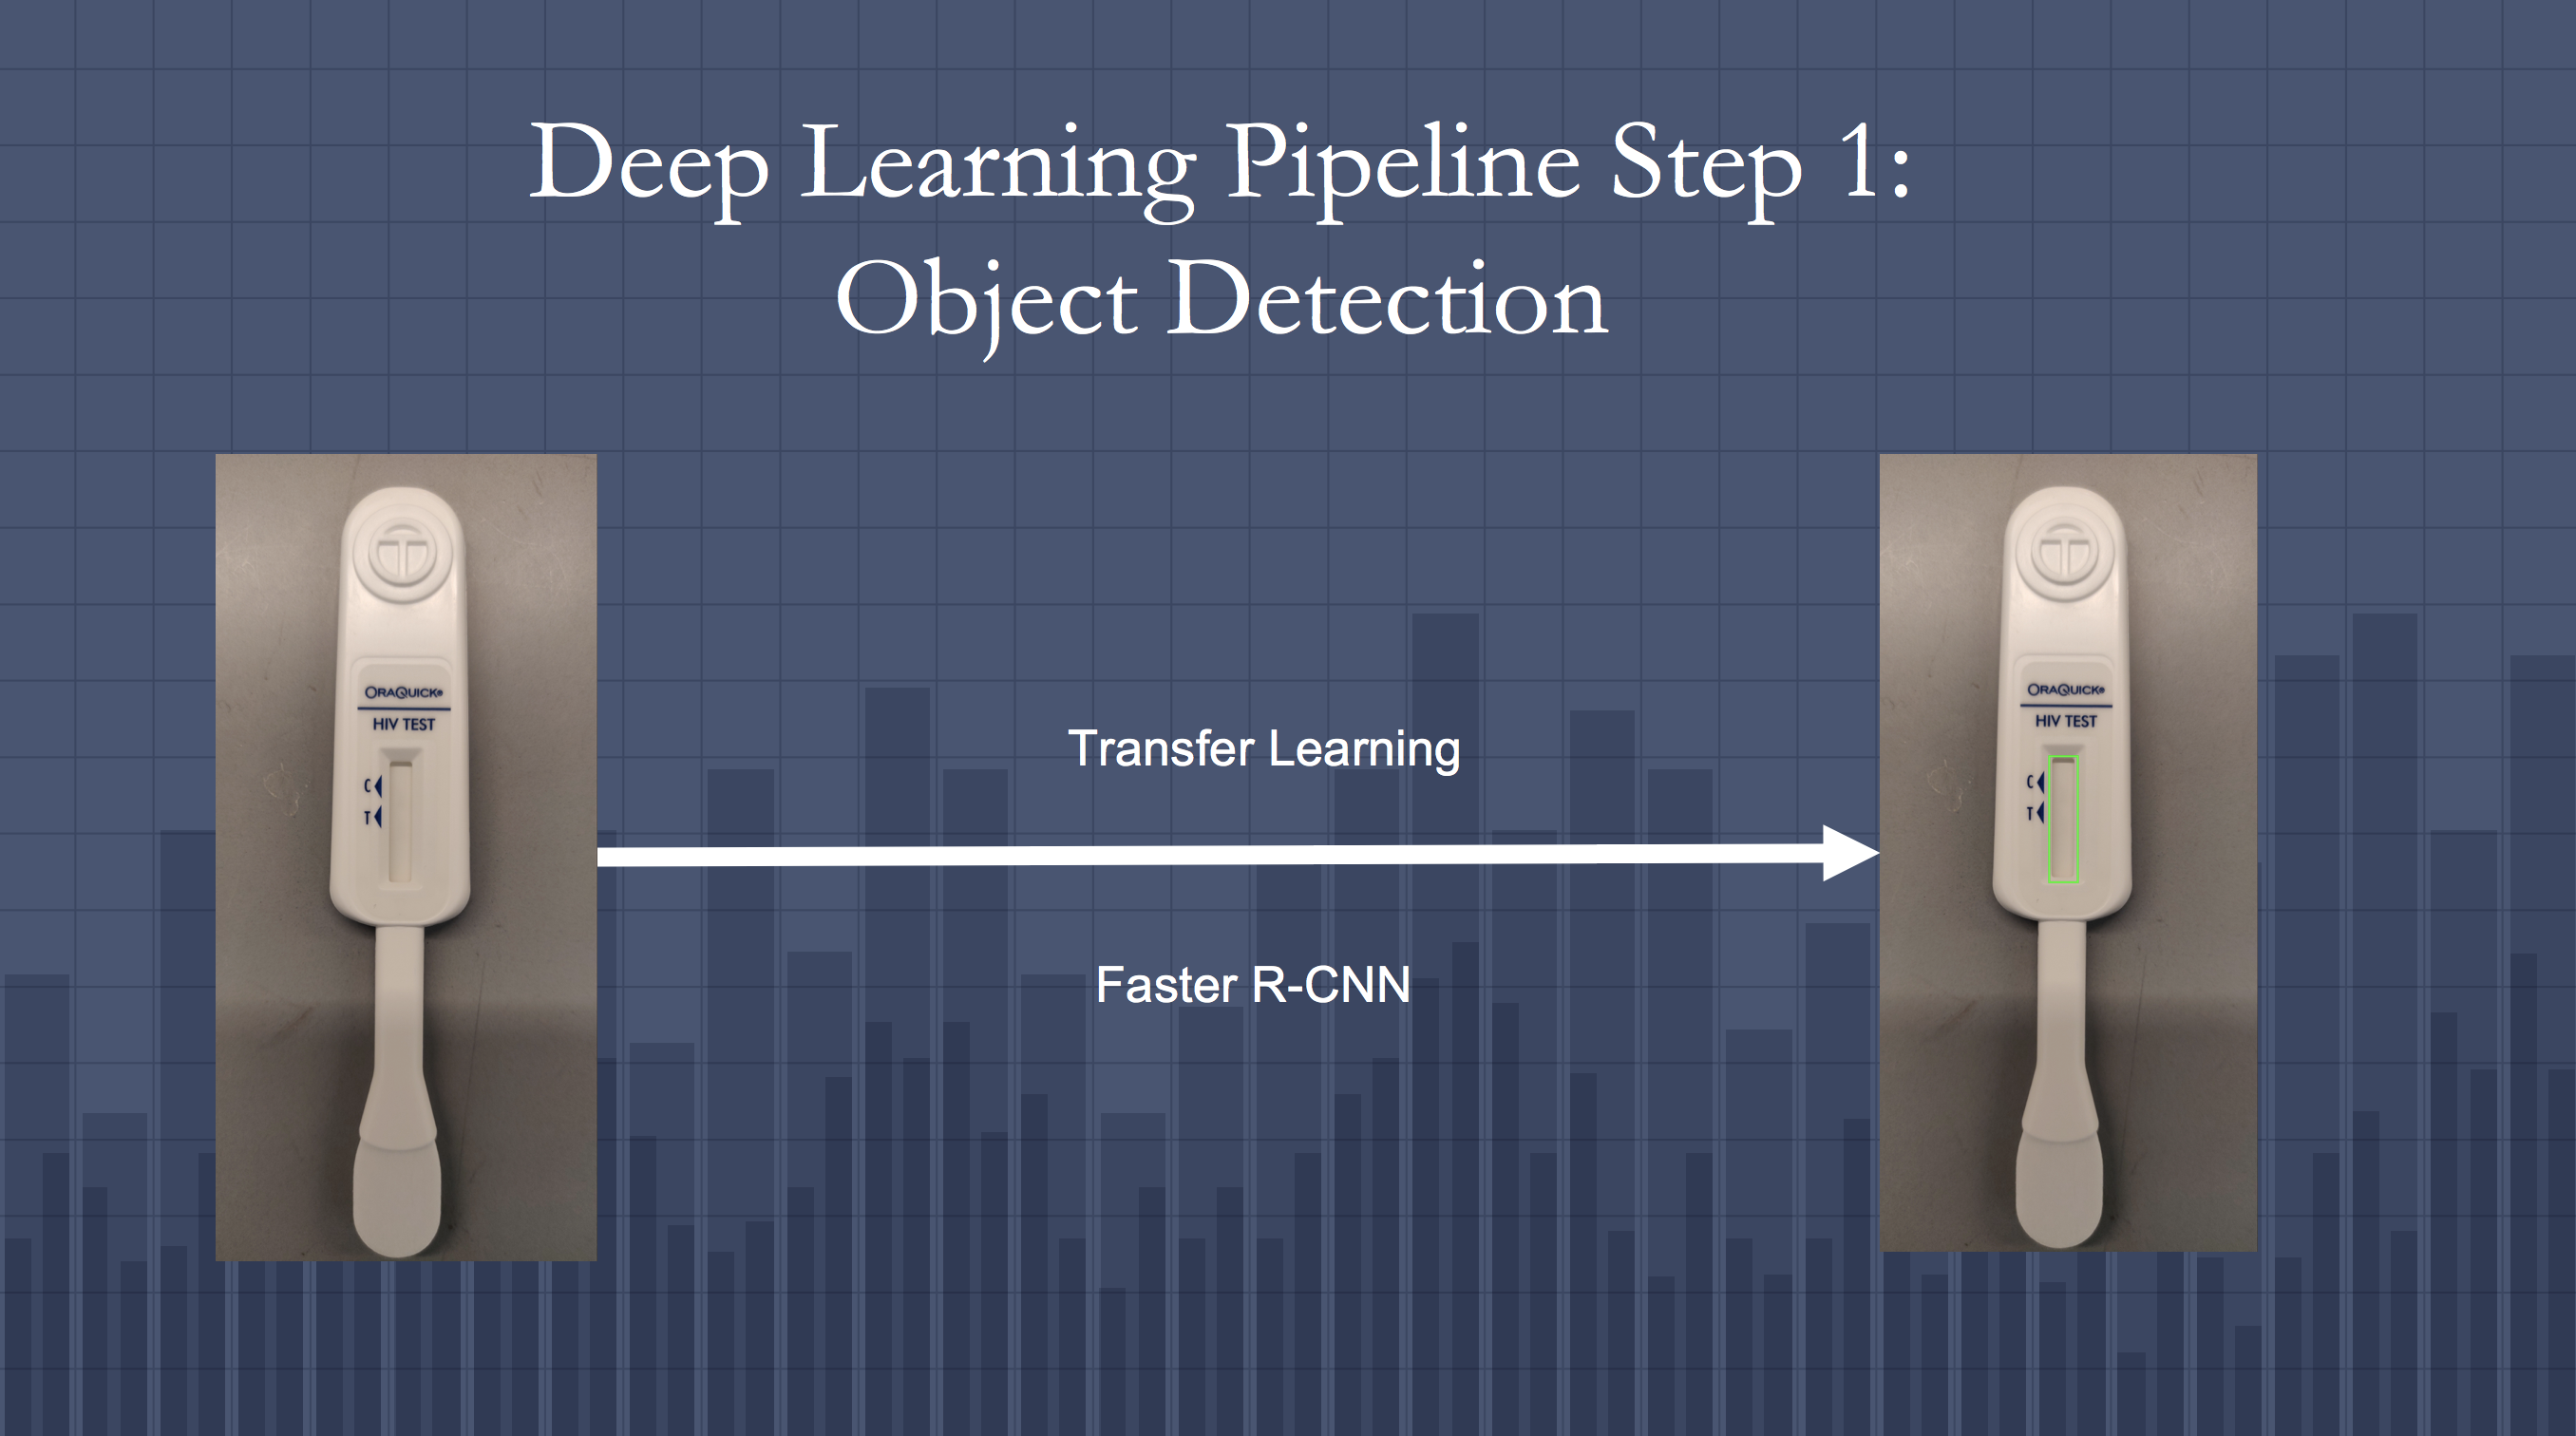 Deep Learning Pipeline Step 1:
Object Detection
ORAQUICK®
HIV TEST
C
T
Transfer Learning
Faster R-CNN
ORAQUICK®
HIV TEST
C
T